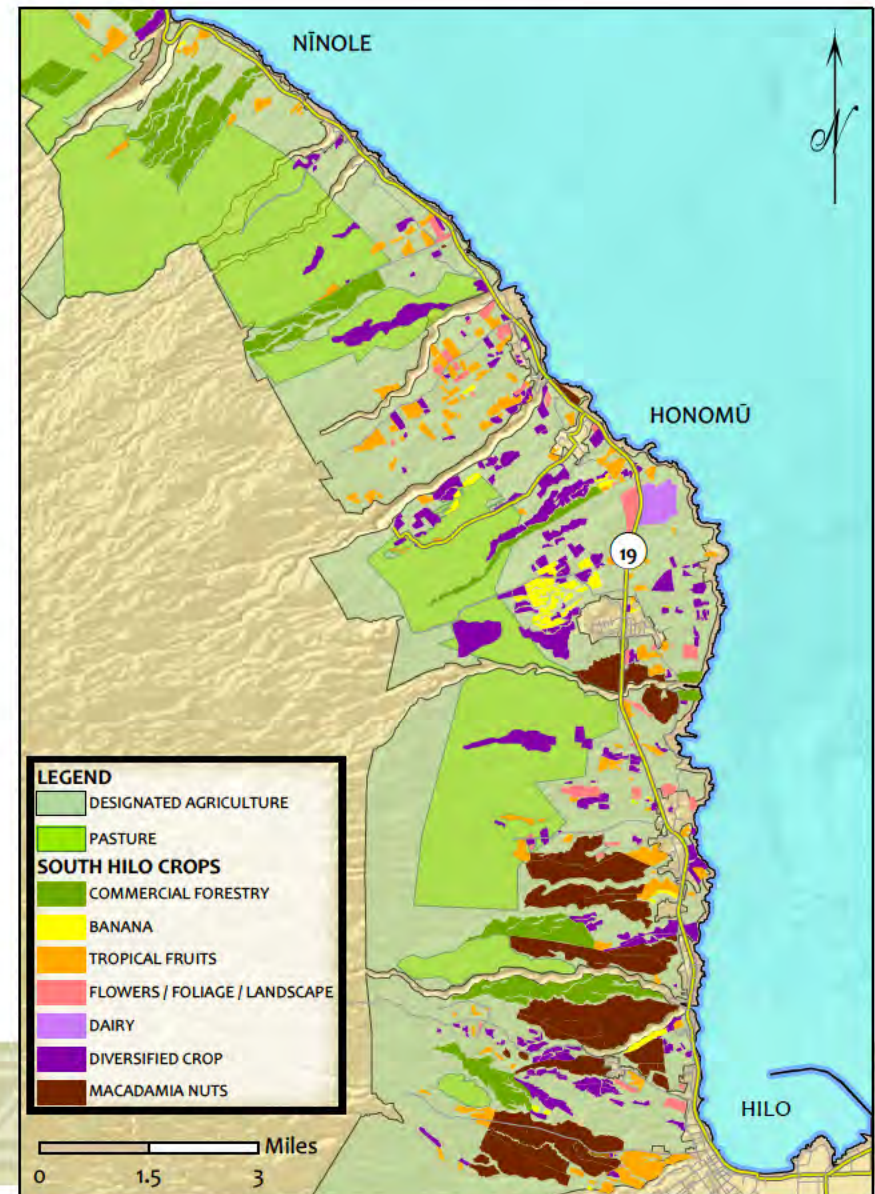 NĪNOLE
N
HONOMŪ
19
LEGEND
DESIGNATED AGRICULTURE
PASTURE
SOUTH HILO CROPS
COMMERCIAL FORESTRY
BANANA
TROPICAL FRUITS
FLOWERS / FOLIAGE / LANDSCAPE
DAIRY
DIVERSIFIED CROP
MACADAMIA NUTS
HILO
Miles
0 1.5 3